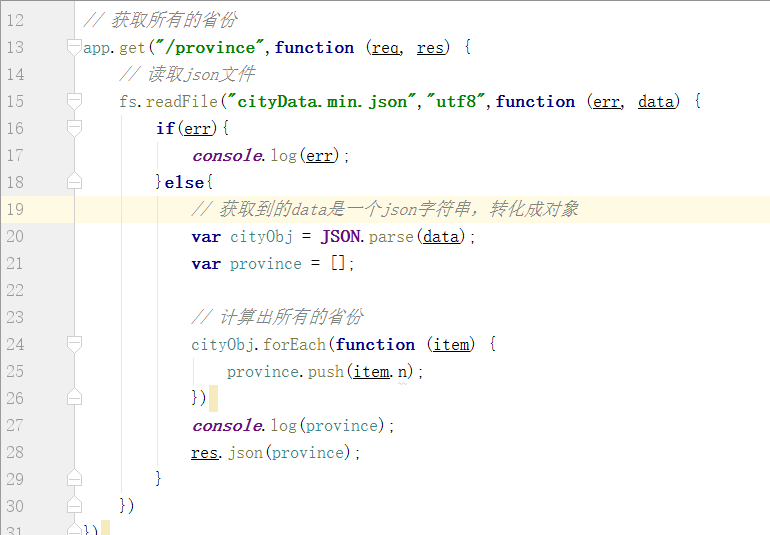 12 // 获取所有的省份
13 app.get("/province",function (req, res) {
14 // 读取json文件
15 fs.readFile("cityData.min.json","utf8",function (err, data) {
16 if(err){
17 console.log(err);
18 }else{
19 // 获取到的data是一个json字符串，转化成对象
20 var cityObj = JSON.parse(data);
21 var province = [];
22
23 // 计算出所有的省份
24 cityObj.forEach(function (item) {
25 province.push(item.n);
26 })
27 console.log(province);
28 res.json(province);
29 }
30 })
31 })